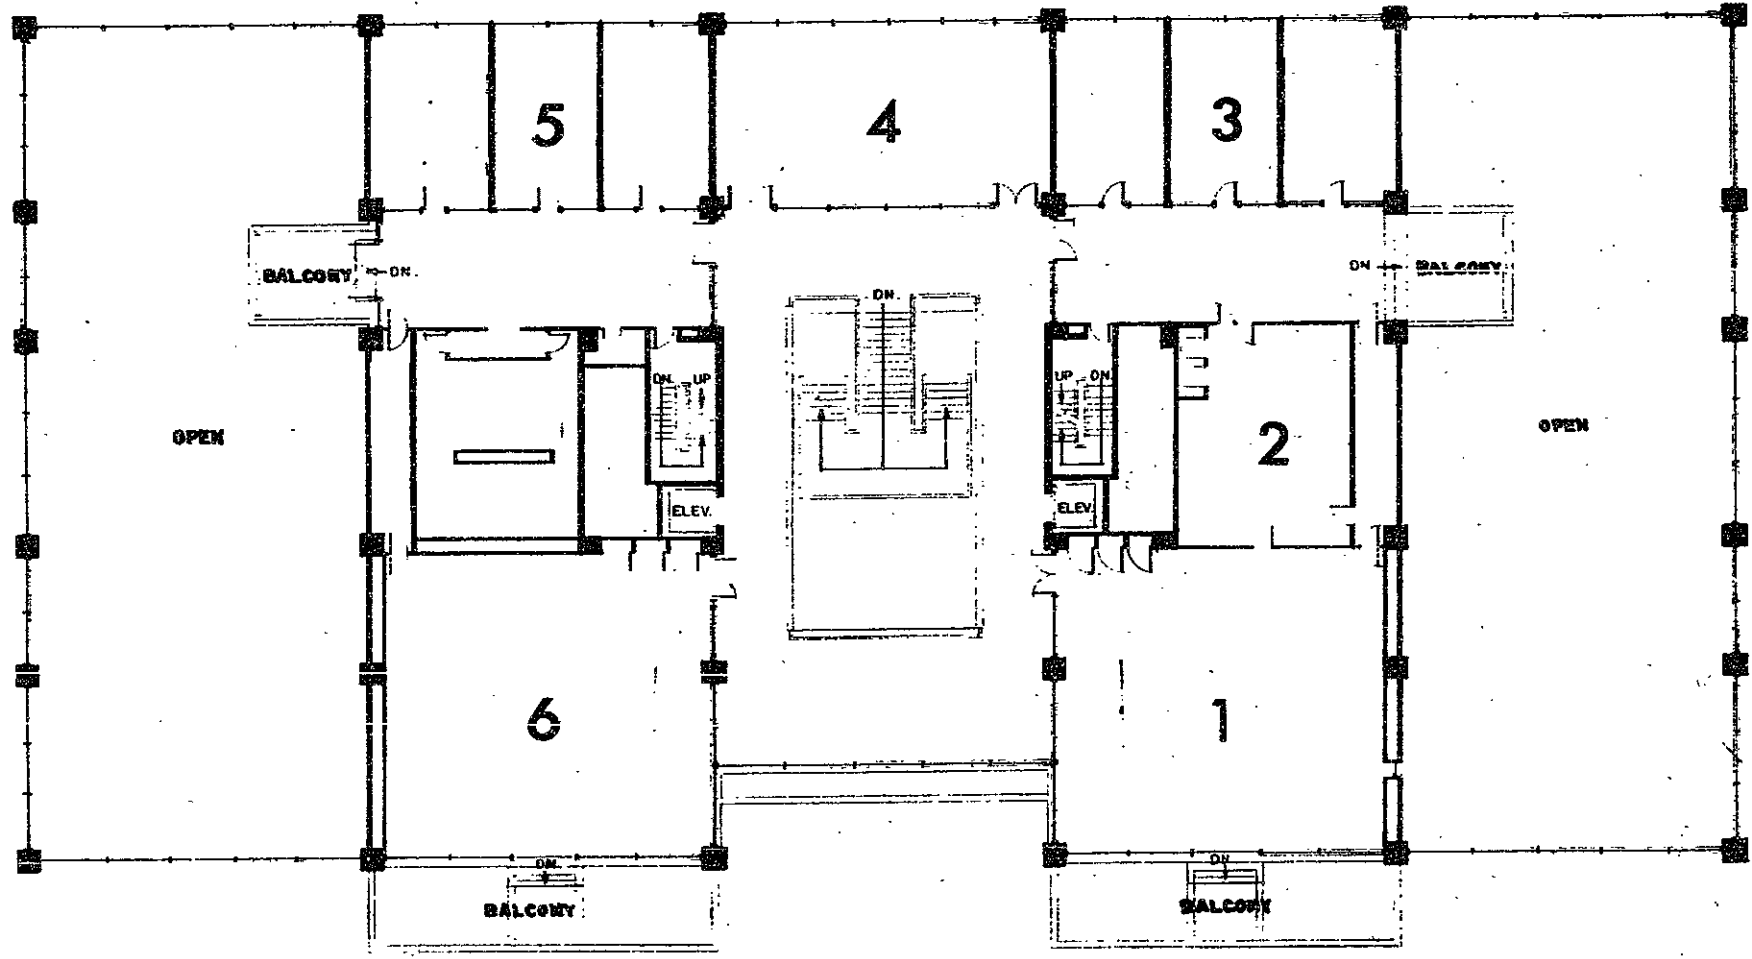 5
4
3
BALCONY
DN.
DN.
DN
BALCONY
DN.
UP
UP
DN.
OPEN
2
OPEN
ELEV.
ELEV.
6
1
DN
DN
BALCONY
BALCONY